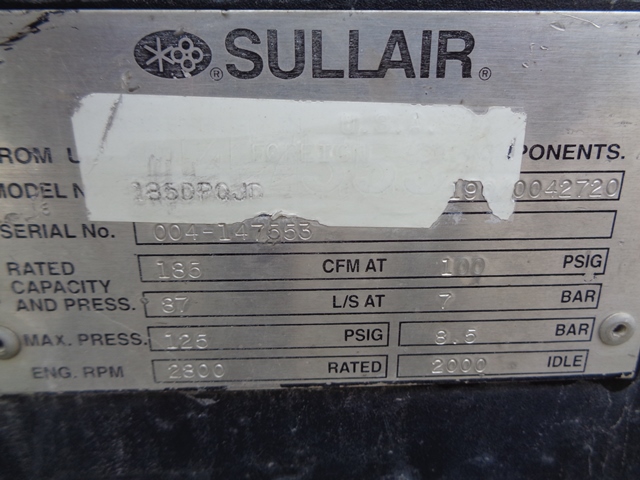 ® SULLAIR®
ROM U PONENTS.
MODEL N 185DPQJD 0042720
SERIAL No. 004-147553
RATED CAPACITY AND PRESS. 185 CFM AT 100 PSIG
87 L/S AT 7 BAR
MAX. PRESS. 125 PSIG 8.5 BAR
ENG. RPM 2800 RATED 2000 IDLE